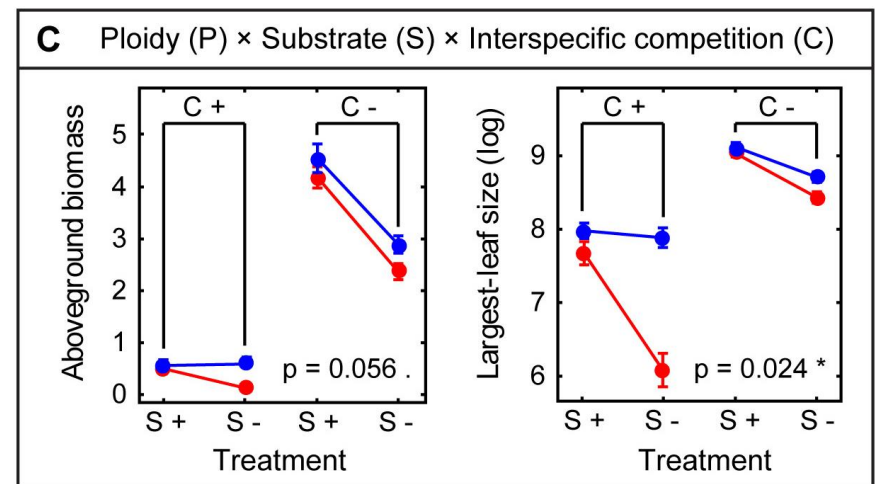 C Ploidy (P) × Substrate (S) × Interspecific competition (C)
Aboveground biomass
5
4
3
2
1
0
C +
C -
p = 0.056 .
S +
S -
S +
S -
Treatment
Largest-leaf size (log)
9
8
7
6
C +
C -
p = 0.024 *
S +
S -
S +
S -
Treatment